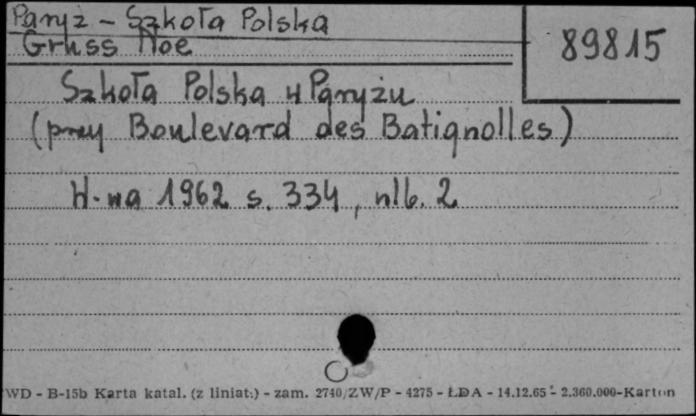 Paryż - Szkoła Polska
Gruss Noe
89815
Szkoła Polska w Paryżu
(przy Boulevard des Batignolles)
W-wa 1962 s. 334, nlb. 2
WD - B-15b Karta katal. (z liniat.) - zam. 2740/ZW/P - 4275 - ŁDA - 14.12.65 - 2.360.000-Karton